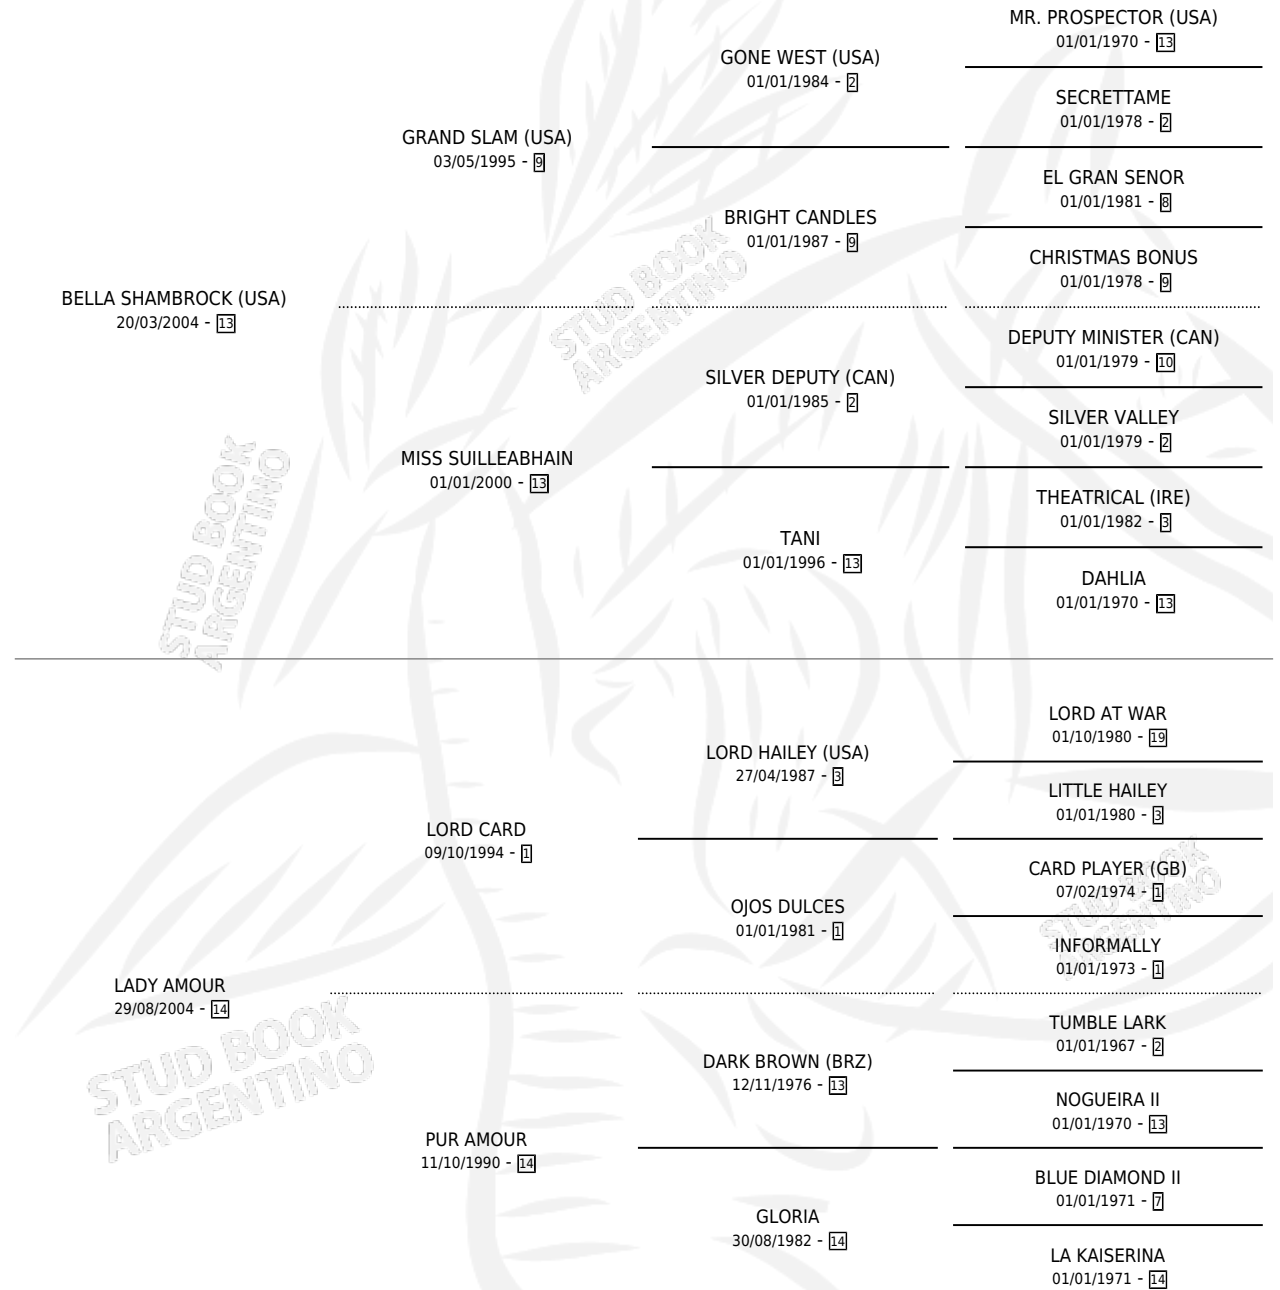 MR. PROSPECTOR (USA)
01/01/1970 - 13
GONE WEST (USA)
01/01/1984 - 2
SECRETTAME
01/01/1978 - 2
GRAND SLAM (USA)
03/05/1995 - 9
EL GRAN SENOR
01/01/1981 - 8
BRIGHT CANDLES
01/01/1987 - 9
CHRISTMAS BONUS
01/01/1978 - 9
BELLA SHAMBROCK (USA)
20/03/2004 - 13
DEPUTY MINISTER (CAN)
01/01/1979 - 10
SILVER DEPUTY (CAN)
01/01/1985 - 2
SILVER VALLEY
01/01/1979 - 2
MISS SUILLEABHAIN
01/01/2000 - 13
THEATRICAL (IRE)
01/01/1982 - 3
TANI
01/01/1996 - 13
DAHLIA
01/01/1970 - 13
STUD BOOK
ARGENTINO
STUD BOOK
ARGENTINO
LORD AT WAR
01/10/1980 - 19
LORD HAILEY (USA)
27/04/1987 - 3
LITTLE HAILEY
01/01/1980 - 3
LORD CARD
09/10/1994 - 1
CARD PLAYER (GB)
07/02/1974 - 1
OJOS DULCES
01/01/1981 - 1
INFORMALLY
01/01/1973 - 1
STUD BOOK
ARGENTINO
LADY AMOUR
29/08/2004 - 14
TUMBLE LARK
01/01/1967 - 2
DARK BROWN (BRZ)
12/11/1976 - 13
NOGUEIRA II
01/01/1970 - 13
STUD BOOK
ARGENTINO
PUR AMOUR
11/10/1990 - 14
BLUE DIAMOND II
01/01/1971 - 7
GLORIA
30/08/1982 - 14
LA KAISERINA
01/01/1971 - 14